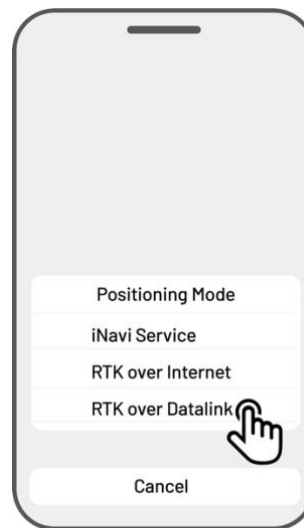 Positioning Mode
iNavi Service
RTK over Internet
RTK over Datalink
Cancel